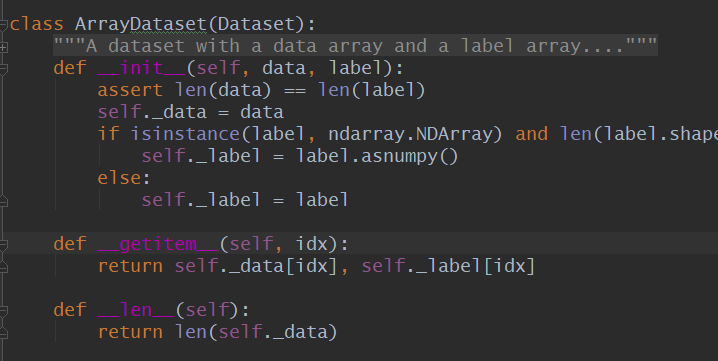 class ArrayDataset(Dataset):
"""A dataset with a data array and a label array...."""
def __init__(self, data, label):
assert len(data) == len(label)
self._data = data
if isinstance(label, ndarray.NDArray) and len(label.shape
self._label = label.asnumpy()
else:
self._label = label
def __getitem__(self, idx):
return self._data[idx], self._label[idx]
def __len__(self):
return len(self._data)